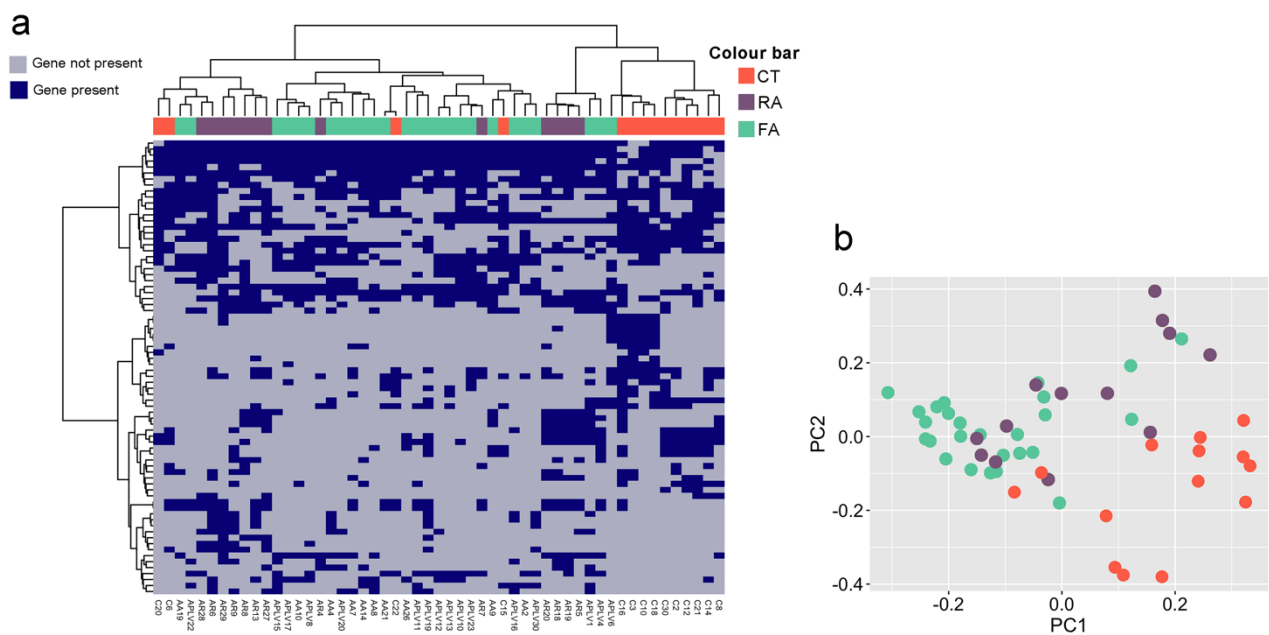 a
Gene not present
Gene present
Colour bar
CT
RA
FA
C20
C6
AA19
APLV22
AR28
AR6
AR29
AR9
AR8
AR13
AR27
APLV15
APLV17
AA10
APLV8
AR4
AA4
APLV20
AA7
AA14
AA8
AA21
C22
AA26
APLV11
APLV19
APLV12
APLV13
APLV10
APLV23
AR7
AA9
C15
APLV16
AA2
APLV30
AR20
AR18
AR19
AR5
APLV1
APLV4
APLV6
C16
C3
C10
C18
C30
C2
C12
C21
C14
C8
b
0.4
0.2
0.0
-0.2
-0.4
PC2
-0.2
0.0
0.2
PC1